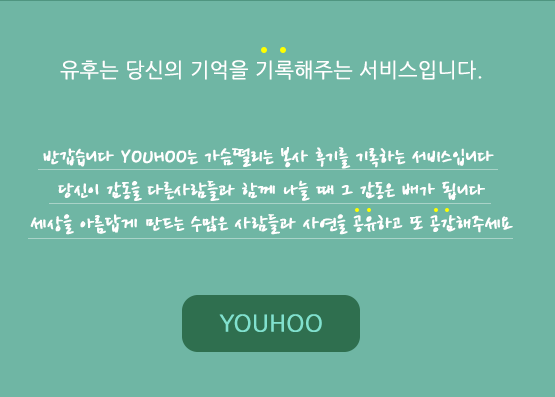 유후는 당신의 기억을 기록해주는 서비스입니다.
반갑습니다 YOUHOO는 가슴떨리는 봉사 후기를 기록하는 서비스입니다
당신이 감동을 다른사람들과 함께 나눌 때 그 감동은 배가 됩니다
세상을 아름답게 만드는 수많은 사람들과 사연을 공유하고 또 공감해주세요
YOUHOO